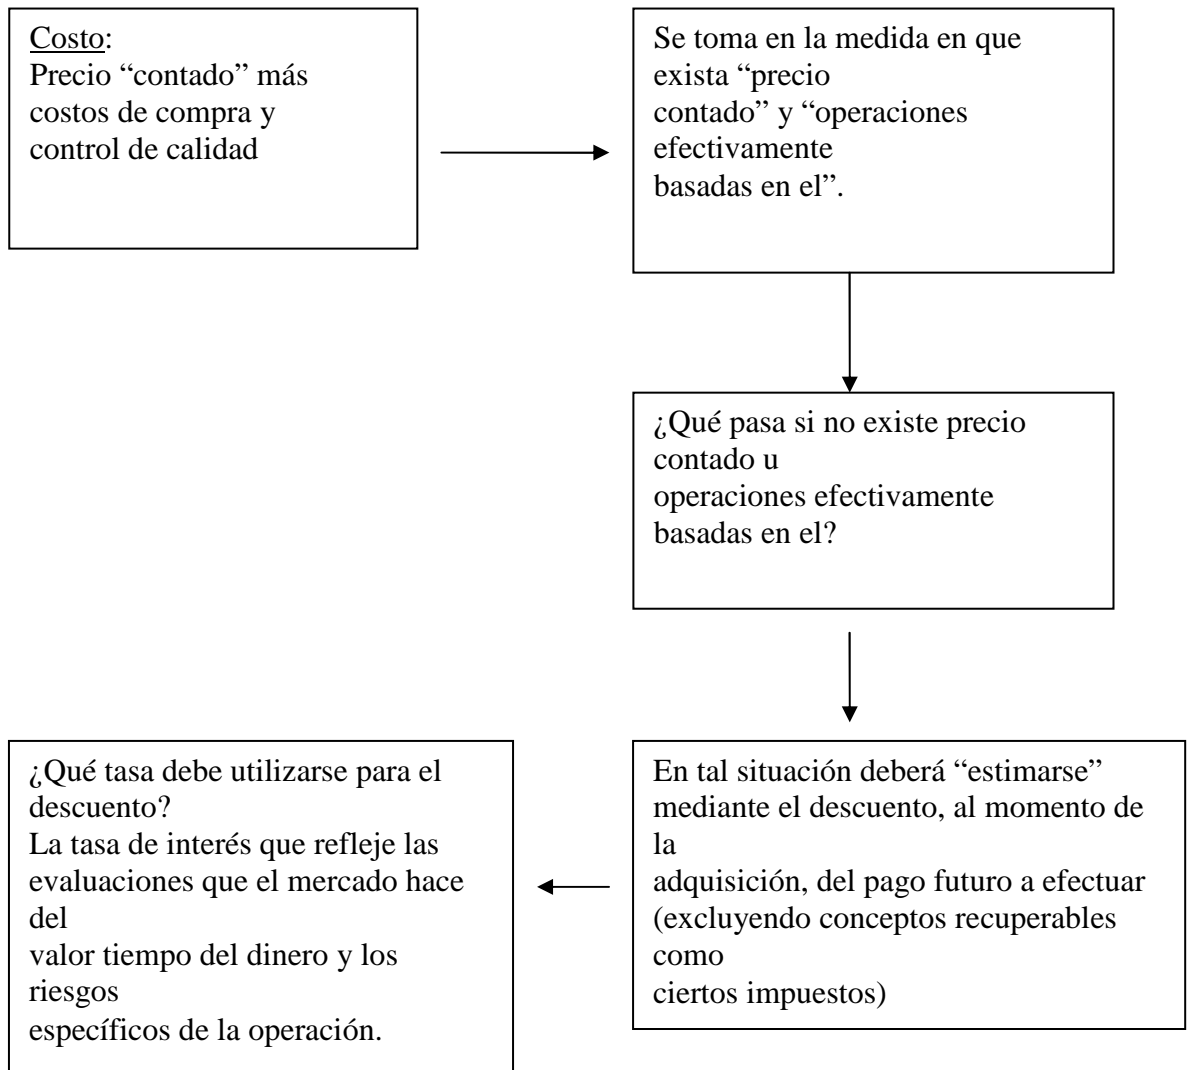 Costo:
Precio “contado” más
costos de compra y
control de calidad
Se toma en la medida en que
exista “precio
contado” y “operaciones
efectivamente
basadas en el”.
¿Qué pasa si no existe precio
contado u
operaciones efectivamente
basadas en el?
En tal situación deberá “estimarse”
mediante el descuento, al momento de
la
adquisición, del pago futuro a efectuar
(excluyendo conceptos recuperables
como
ciertos impuestos)
¿Qué tasa debe utilizarse para el
descuento?
La tasa de interés que refleje las
evaluaciones que el mercado hace
del
valor tiempo del dinero y los
riesgos
específicos de la operación.